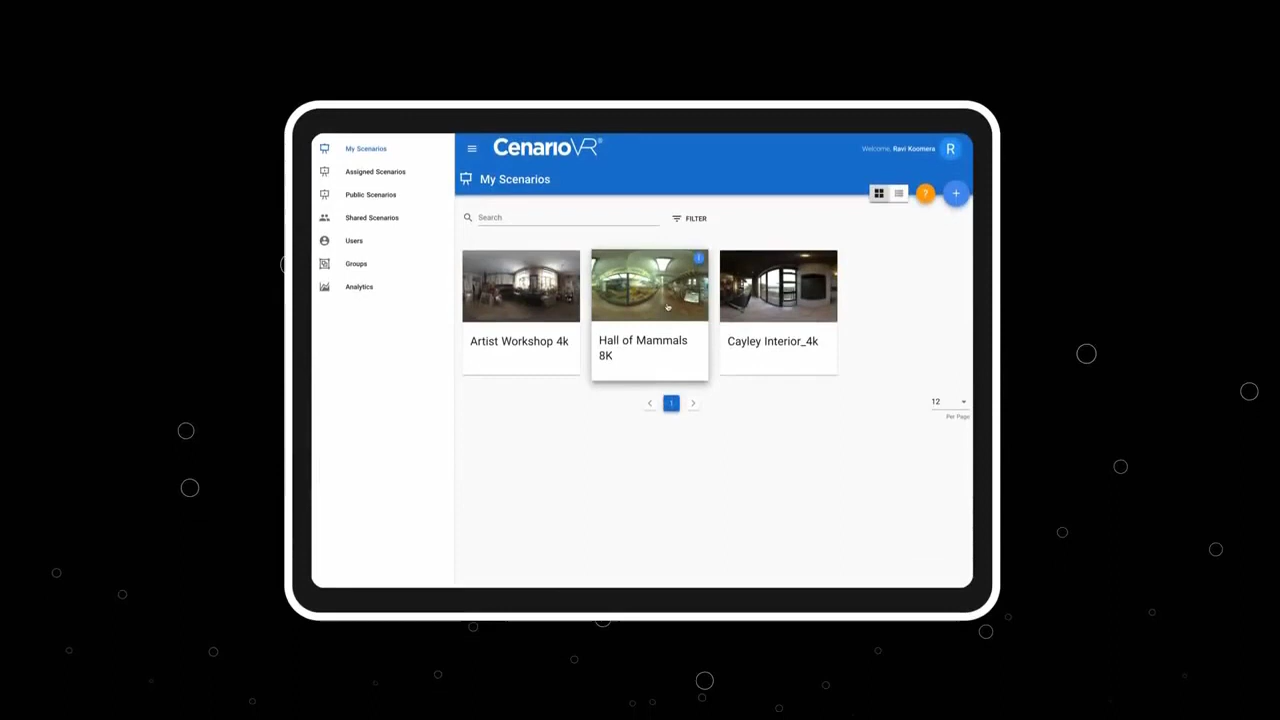 My Scenarios
Assigned Scenarios
Public Scenarios
Shared Scenarios
Users
Groups
Analytics
CenarioVR®
Welcome, Ravi Koomera
R
My Scenarios
?
+
Search
FILTER
Artist Workshop 4k
Hall of Mammals
8K
Cayley Interior_4k
1
12
Per Page